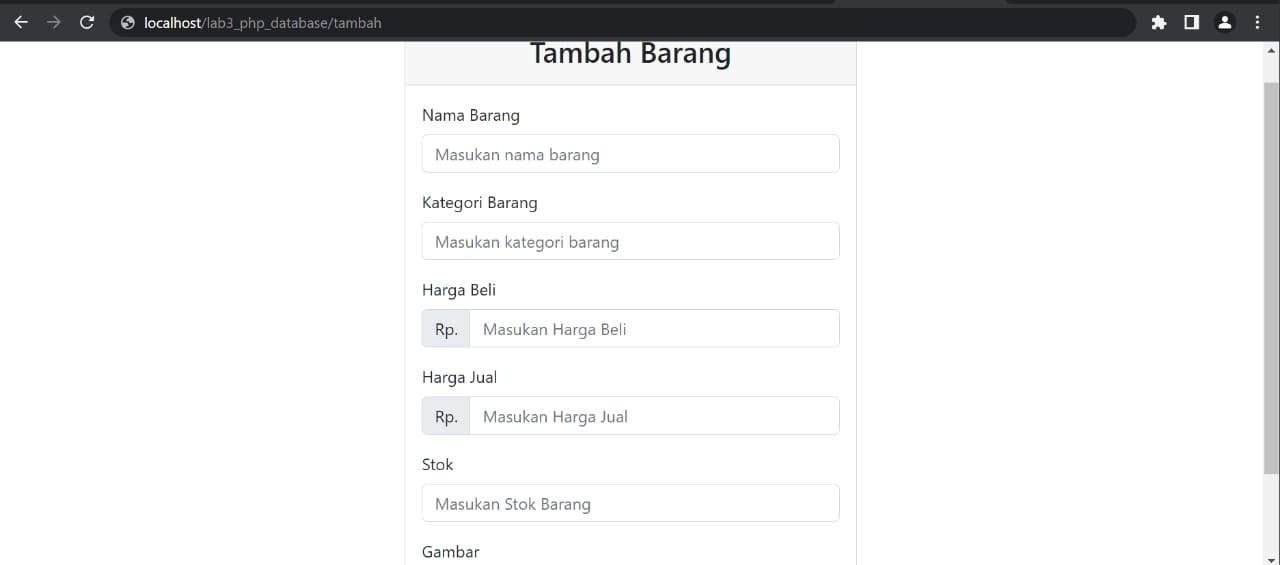 localhost/lab3_php_database/tambah
Tambah Barang
Nama Barang
Masukan nama barang
Kategori Barang
Masukan kategori barang
Harga Beli
Rp. Masukan Harga Beli
Harga Jual
Rp. Masukan Harga Jual
Stok
Masukan Stok Barang
Gambar